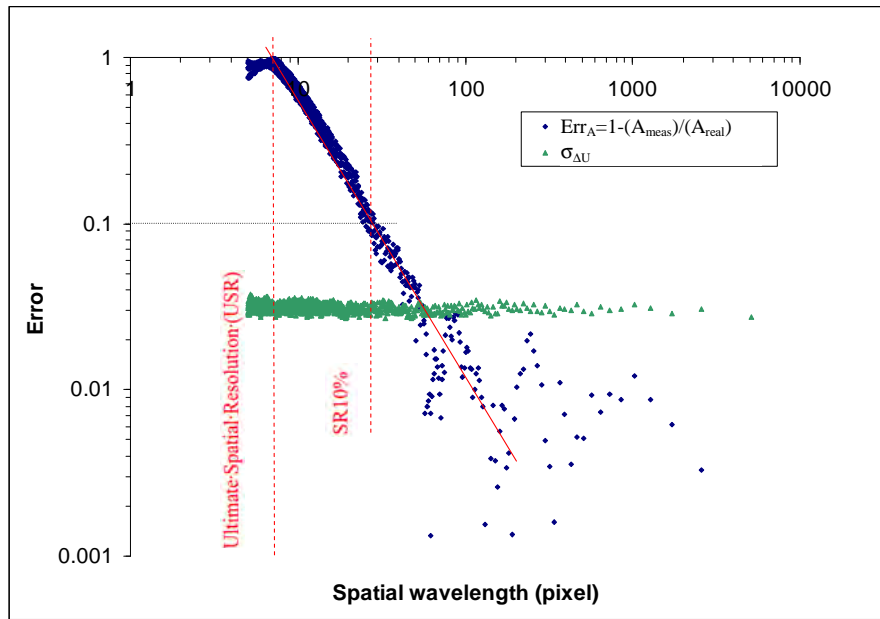 1
0.1
0.01
0.001
1
10
100
1000
10000
Error
Spatial wavelength (pixel)
Err_A=1-(A_meas)/(A_real)
σ_ΔU
Ultimate·Spatial·Resolution·(USR)
SR10%